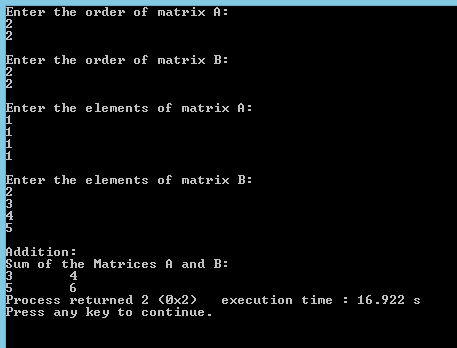 Enter the order of matrix A:
2
2
Enter the order of matrix B:
2
2
Enter the elements of matrix A:
1
1
1
1
Enter the elements of matrix B:
2
3
4
5
Addition:
Sum of the Matrices A and B:
3 4
5 6
Process returned 2 (0x2) execution time : 16.922 s
Press any key to continue.